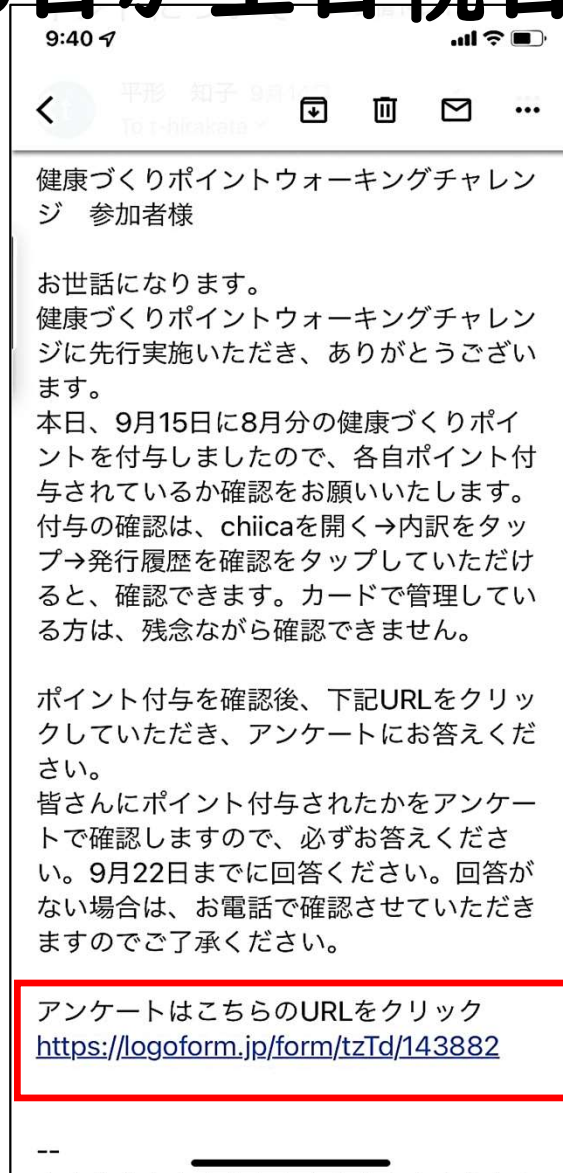 9:40
平形 知子 9月14日
To r-hirakata
健康づくりポイントウォーキングチャレン
ジ 参加者様
お世話になります。
健康づくりポイントウォーキングチャレン
ジに先行実施いただき、ありがとうござい
ます。
本日、9月15日に8月分の健康づくりポイ
ントを付与しましたので、各自ポイント付
与されているか確認をお願いいたします。
付与の確認は、chiicaを開く→内訳をタッ
プ→発行履歴を確認をタップしていただけ
ると、確認できます。カードで管理してい
る方は、残念ながら確認できません。
ポイント付与を確認後、下記URLをクリッ
クしていただき、アンケートにお答えくだ
さい。
皆さんにポイント付与されたかをアンケー
トで確認しますので、必ずお答えくださ
い。9月22日までに回答ください。回答が
ない場合は、お電話で確認させていただき
ますのでご了承ください。
アンケートはこちらのURLをクリック
https://logoform.jp/form/tzTd/143882
--